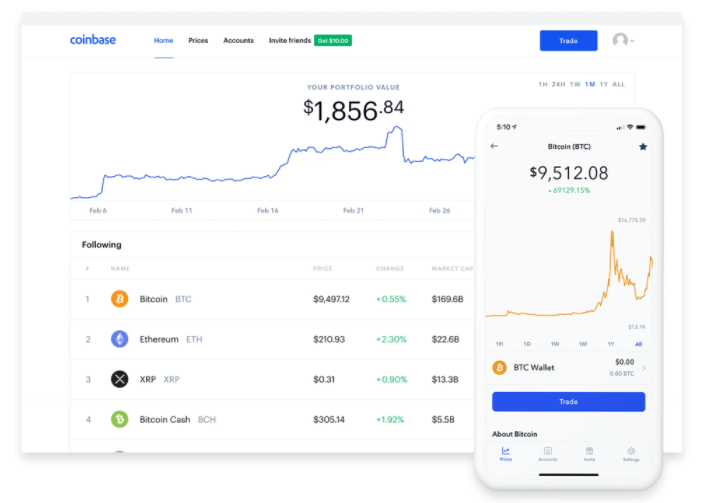 coinbase Home Prices Accounts Invite friends Get $10.00 Trade
YOUR PORTFOLIO VALUE
1H 24H 1W 1M 1Y ALL
$1,856.84
Feb 6 Feb 11 Feb 16 Feb 21 Feb 26
Following
# NAME PRICE CHANGE MARKET CAP
1 Bitcoin BTC $9,497.12 +0.55% $169.6B
2 Ethereum ETH $210.93 +2.30% $22.6B
3 XRP XRP $0.31 +0.90% $13.3B
4 Bitcoin Cash BCH $305.14 +1.92% $5.5B
5:10
Bitcoin (BTC)
$9,512.08
69129.15%
$16,776.59
$13.74
1H 1D 1W 1M 1Y All
BTC Wallet $0.00
0.00 BTC
Trade
About Bitcoin
Prices Accounts Invite Settings